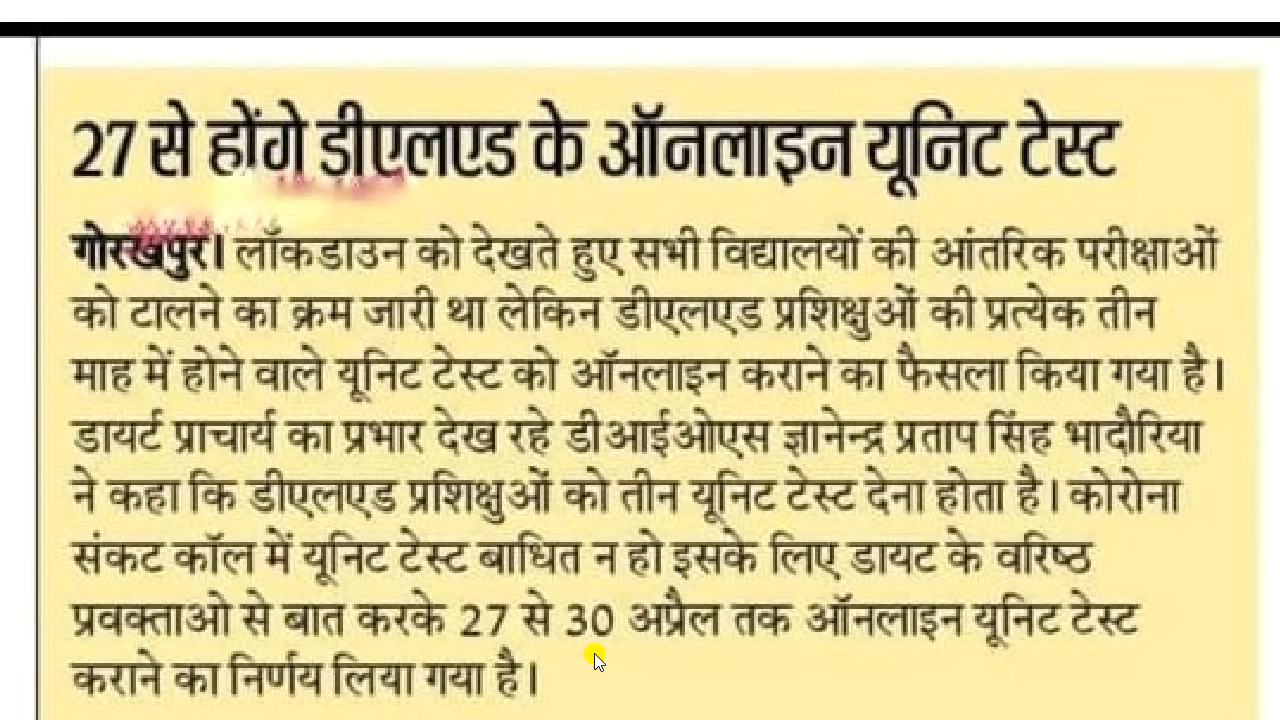 27 से होंगे डीएलएड के ऑनलाइन यूनिट टेस्ट
गोरखपुर। लॉकडाउन को देखते हुए सभी विद्यालयों की आंतरिक परीक्षाओं
को टालने का क्रम जारी था लेकिन डीएलएड प्रशिक्षुओं की प्रत्येक तीन
माह में होने वाले यूनिट टेस्ट को ऑनलाइन कराने का फैसला किया गया है।
डायर्ट प्राचार्य का प्रभार देख रहे डीआईओएस ज्ञानेन्द्र प्रताप सिंह भादौरिया
ने कहा कि डीएलएड प्रशिक्षुओं को तीन यूनिट टेस्ट देना होता है। कोरोना
संकट कॉल में यूनिट टेस्ट बाधित न हो इसके लिए डायट के वरिष्ठ
प्रवक्ताओ से बात करके 27 से 30 अप्रैल तक ऑनलाइन यूनिट टेस्ट
कराने का निर्णय लिया गया है।